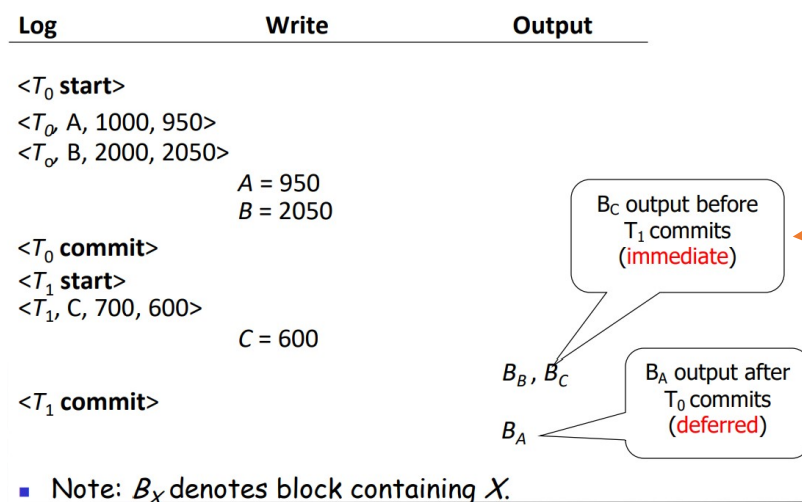 Log Write Output
<T0 start>
<T0, A, 1000, 950>
<To, B, 2000, 2050>
A = 950
B = 2050
<T0 commit>
<T1 start>
<T1, C, 700, 600>
C = 600
BB , BC
<T1 commit>
BA
BC output before
T1 commits
(immediate)
BA output after
T0 commits
(deferred)
▪ Note: BX denotes block containing X.